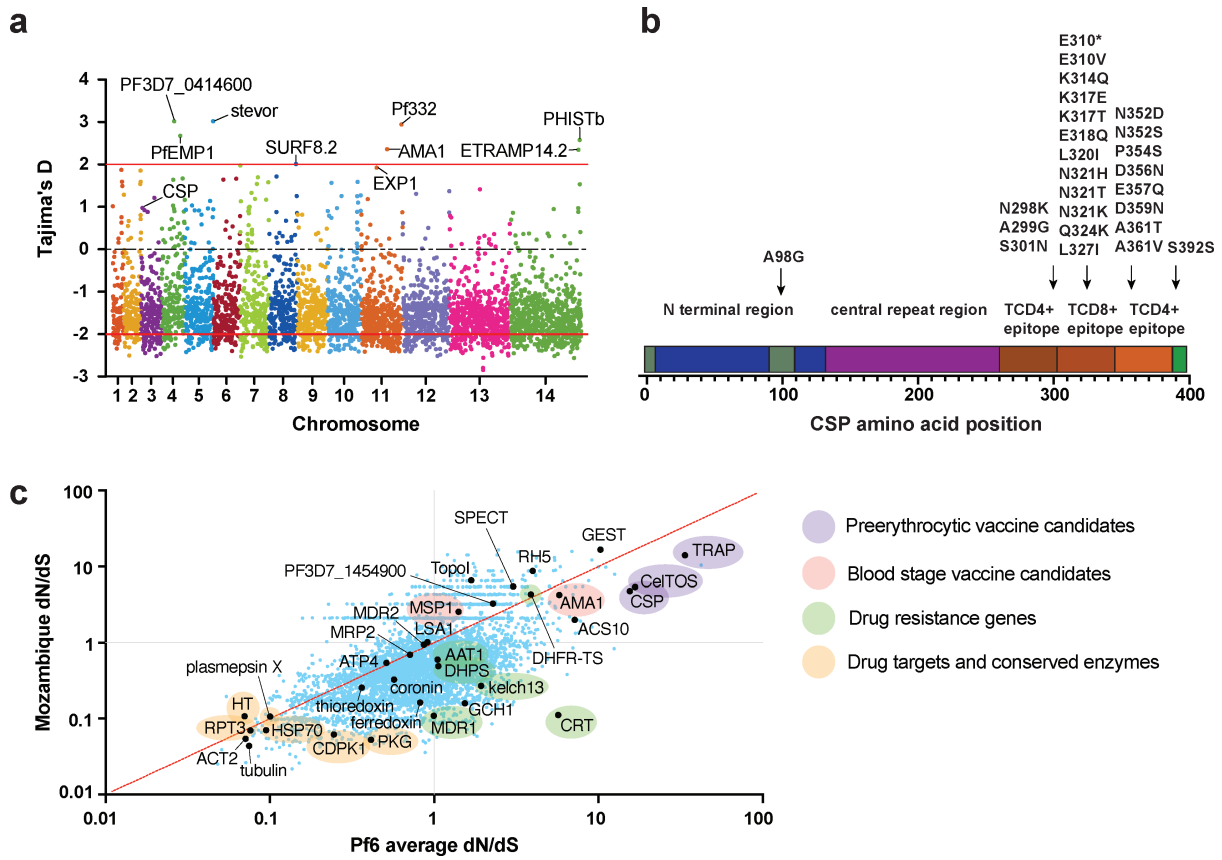 a
PF3D7_0414600
stevor
Pf332
PHISTb
PfEMP1
SURF8.2
AMA1
ETRAMP14.2
EXP1
CSP
Tajima's D
4
3
2
1
0
-1
-2
-3
1 2 3 4 5 6 7 8 9 10 11 12 13 14
Chromosome
b
E310*
E310V
K314Q
K317E
K317T
E318Q
L320I
N321H
N321T
N321K
Q324K
L327I
N352D
N352S
P354S
D356N
E357Q
D359N
A361T
A361V
N298K
A299G
S301N
S392S
A98G
N terminal region
central repeat region
TCD4+
epitope
TCD8+
epitope
TCD4+
epitope
0 100 200 300 400
CSP amino acid position
c
Mozambique dN/dS
100
10
1
0.1
0.01
SPECT
GEST
TRAP
RH5
TopoI
PF3D7_1454900
CelTOS
CSP
MSP1
AMA1
MDR2
ACS10
LSA1
MRP2
DHFR-TS
ATP4
AAT1
DHPS
plasmepsin X
coronin
kelch13
thioredoxin
GCH1
HT
ferredoxin
MDR1
CRT
RPT3
HSP70
CDPK1
PKG
ACT2
tubulin
0.01 0.1 1 10 100
Pf6 average dN/dS
Preerythrocytic vaccine candidates
Blood stage vaccine candidates
Drug resistance genes
Drug targets and conserved enzymes